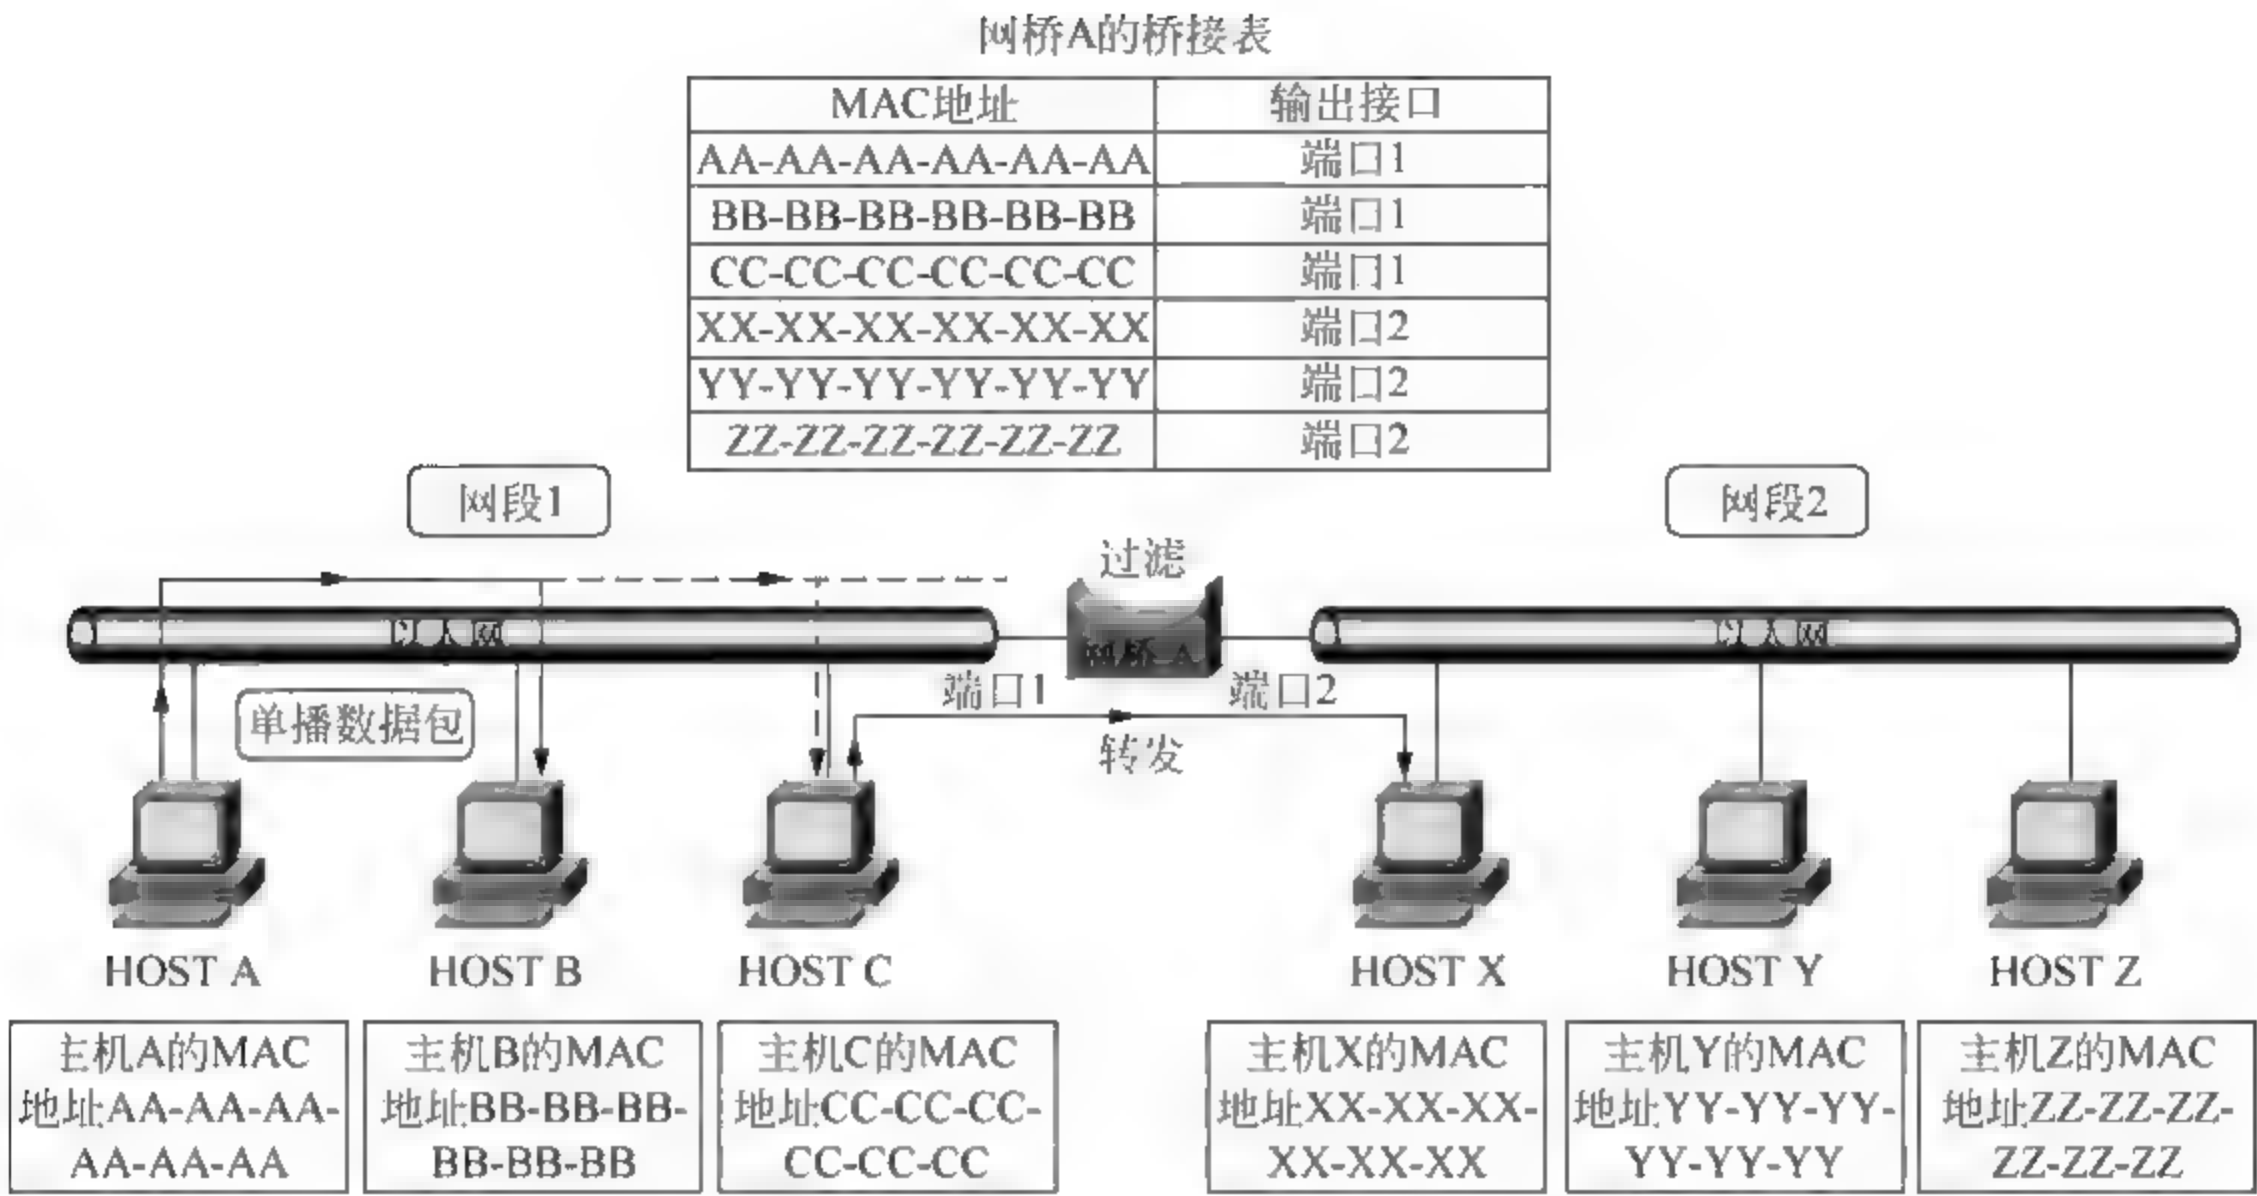 网桥A的桥接表
MAC地址 输出接口
AA-AA-AA-AA-AA-AA 端口1
BB-BB-BB-BB-BB-BB 端口1
CC-CC-CC-CC-CC-CC 端口1
XX-XX-XX-XX-XX-XX 端口2
YY-YY-YY-YY-YY-YY 端口2
ZZ-ZZ-ZZ-ZZ-ZZ-ZZ 端口2
网段1
网段2
过滤
以太网
网桥 A
以太网
端口1
端口2
单播数据包
转发
HOST A
HOST B
HOST C
HOST X
HOST Y
HOST Z
主机A的MAC
地址AA-AA-AA-
AA-AA-AA
主机B的MAC
地址BB-BB-BB-
BB-BB-BB
主机C的MAC
地址CC-CC-CC-
CC-CC-CC
主机X的MAC
地址XX-XX-XX-
XX-XX-XX
主机Y的MAC
地址YY-YY-YY-
YY-YY-YY
主机Z的MAC
地址ZZ-ZZ-ZZ-
ZZ-ZZ-ZZ